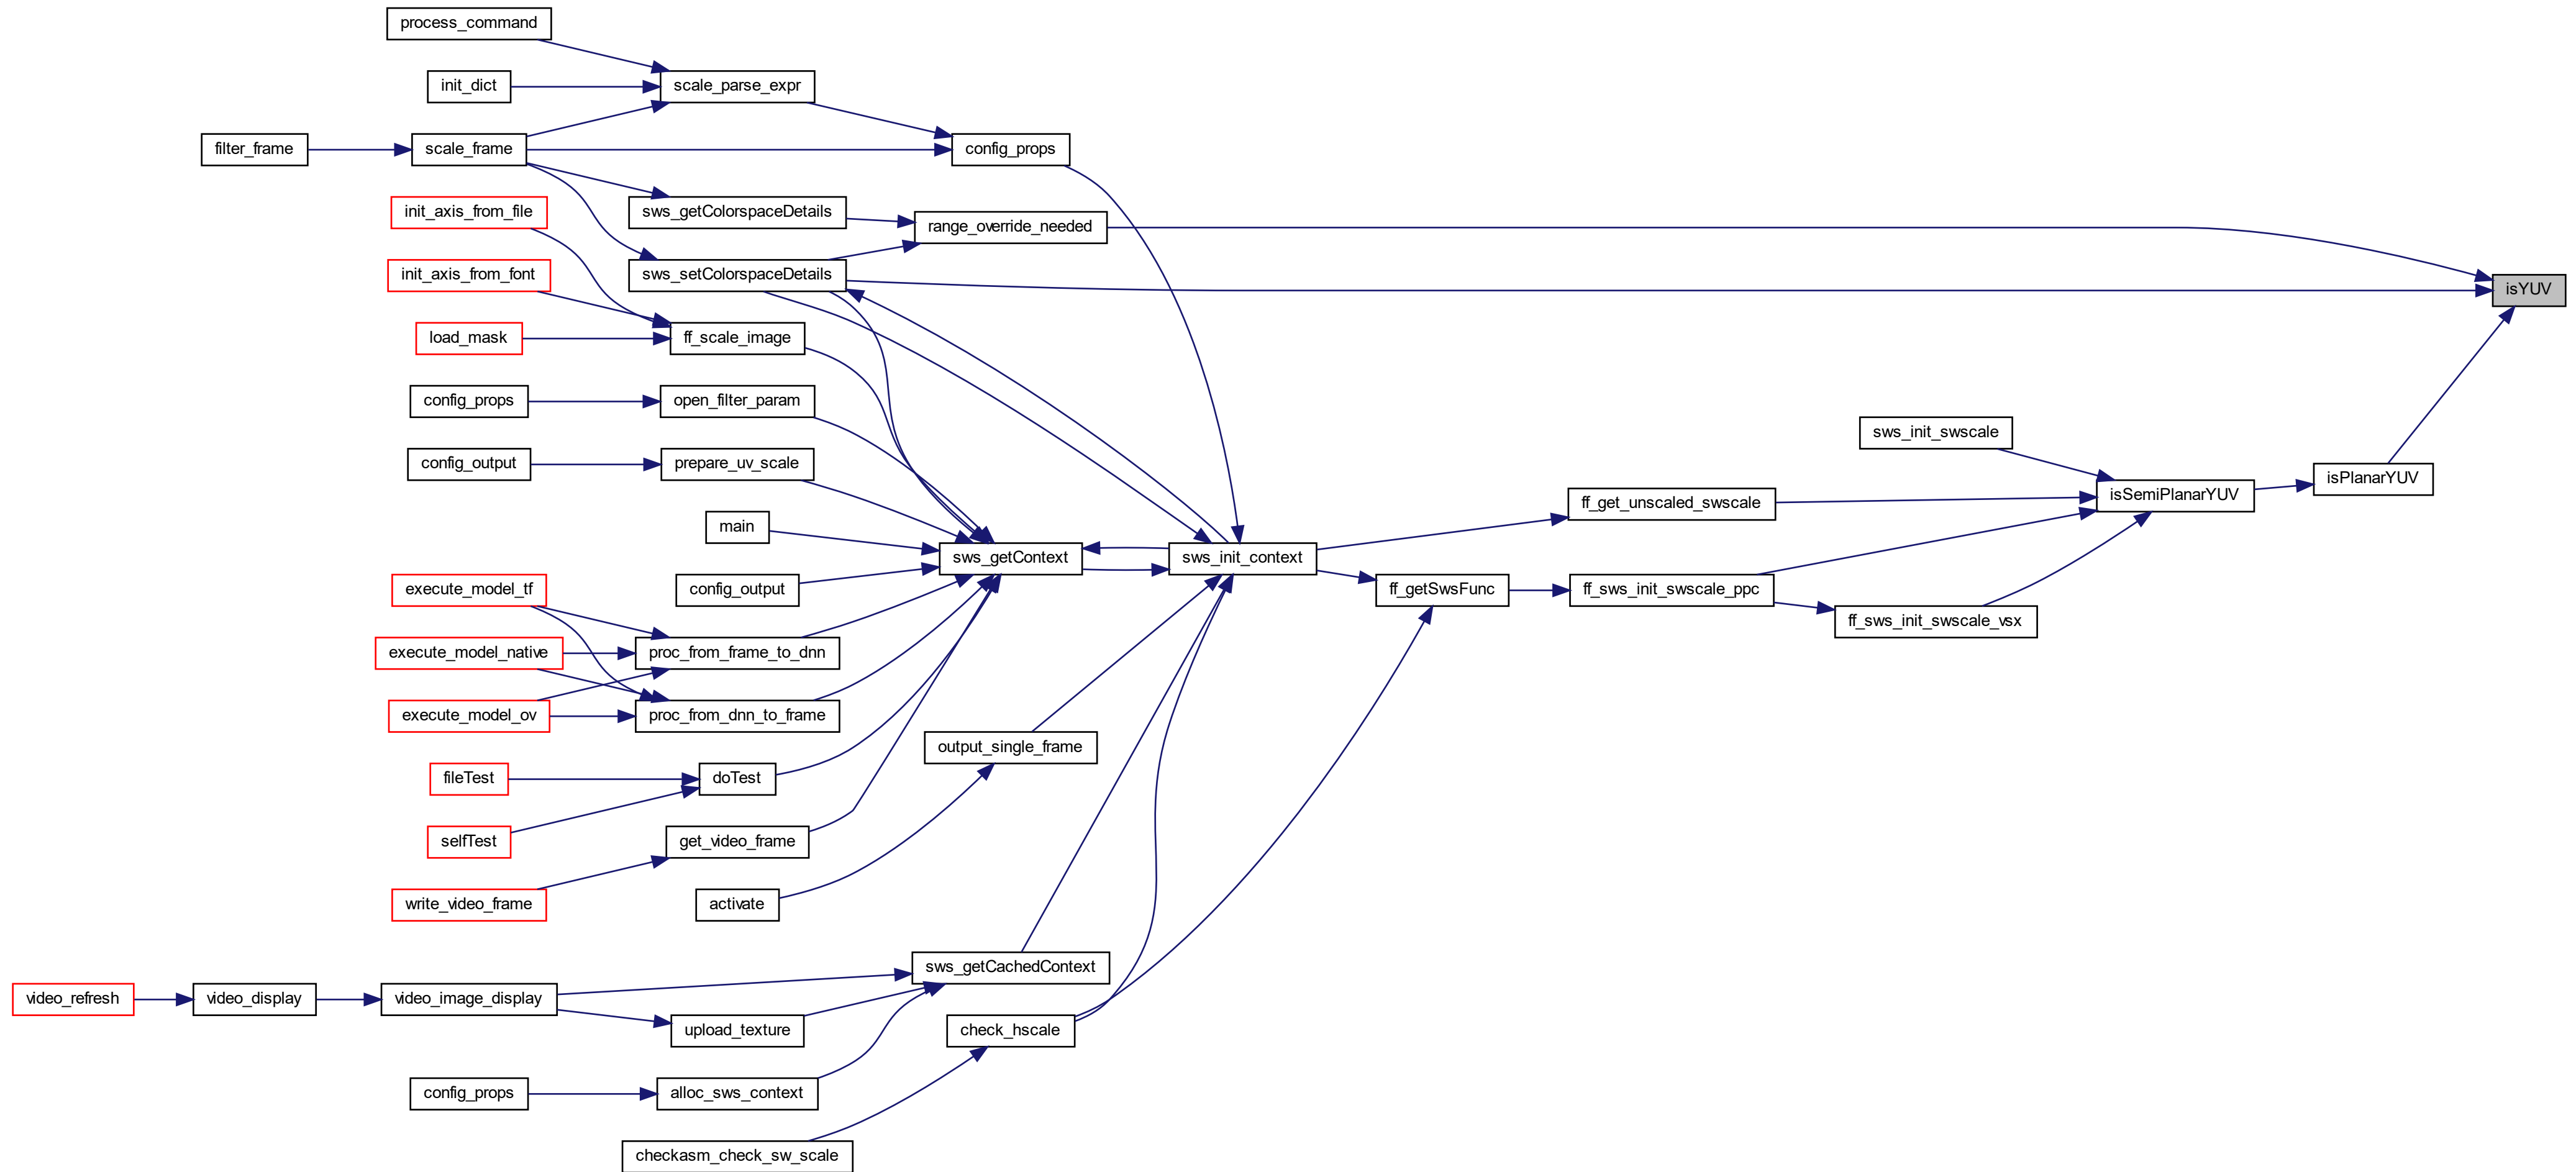 process_command
init_dict
scale_parse_expr
filter_frame
scale_frame
config_props
init_axis_from_file
sws_getColorspaceDetails
range_override_needed
init_axis_from_font
sws_setColorspaceDetails
isYUV
load_mask
ff_scale_image
config_props
open_filter_param
sws_init_swscale
config_output
prepare_uv_scale
isPlanarYUV
isSemiPlanarYUV
ff_get_unscaled_swscale
main
sws_getContext
sws_init_context
config_output
execute_model_tf
ff_getSwsFunc
ff_sws_init_swscale_ppc
ff_sws_init_swscale_vsx
execute_model_native
proc_from_frame_to_dnn
execute_model_ov
proc_from_dnn_to_frame
output_single_frame
fileTest
doTest
selfTest
get_video_frame
write_video_frame
activate
sws_getCachedContext
video_refresh
video_display
video_image_display
upload_texture
check_hscale
config_props
alloc_sws_context
checkasm_check_sw_scale